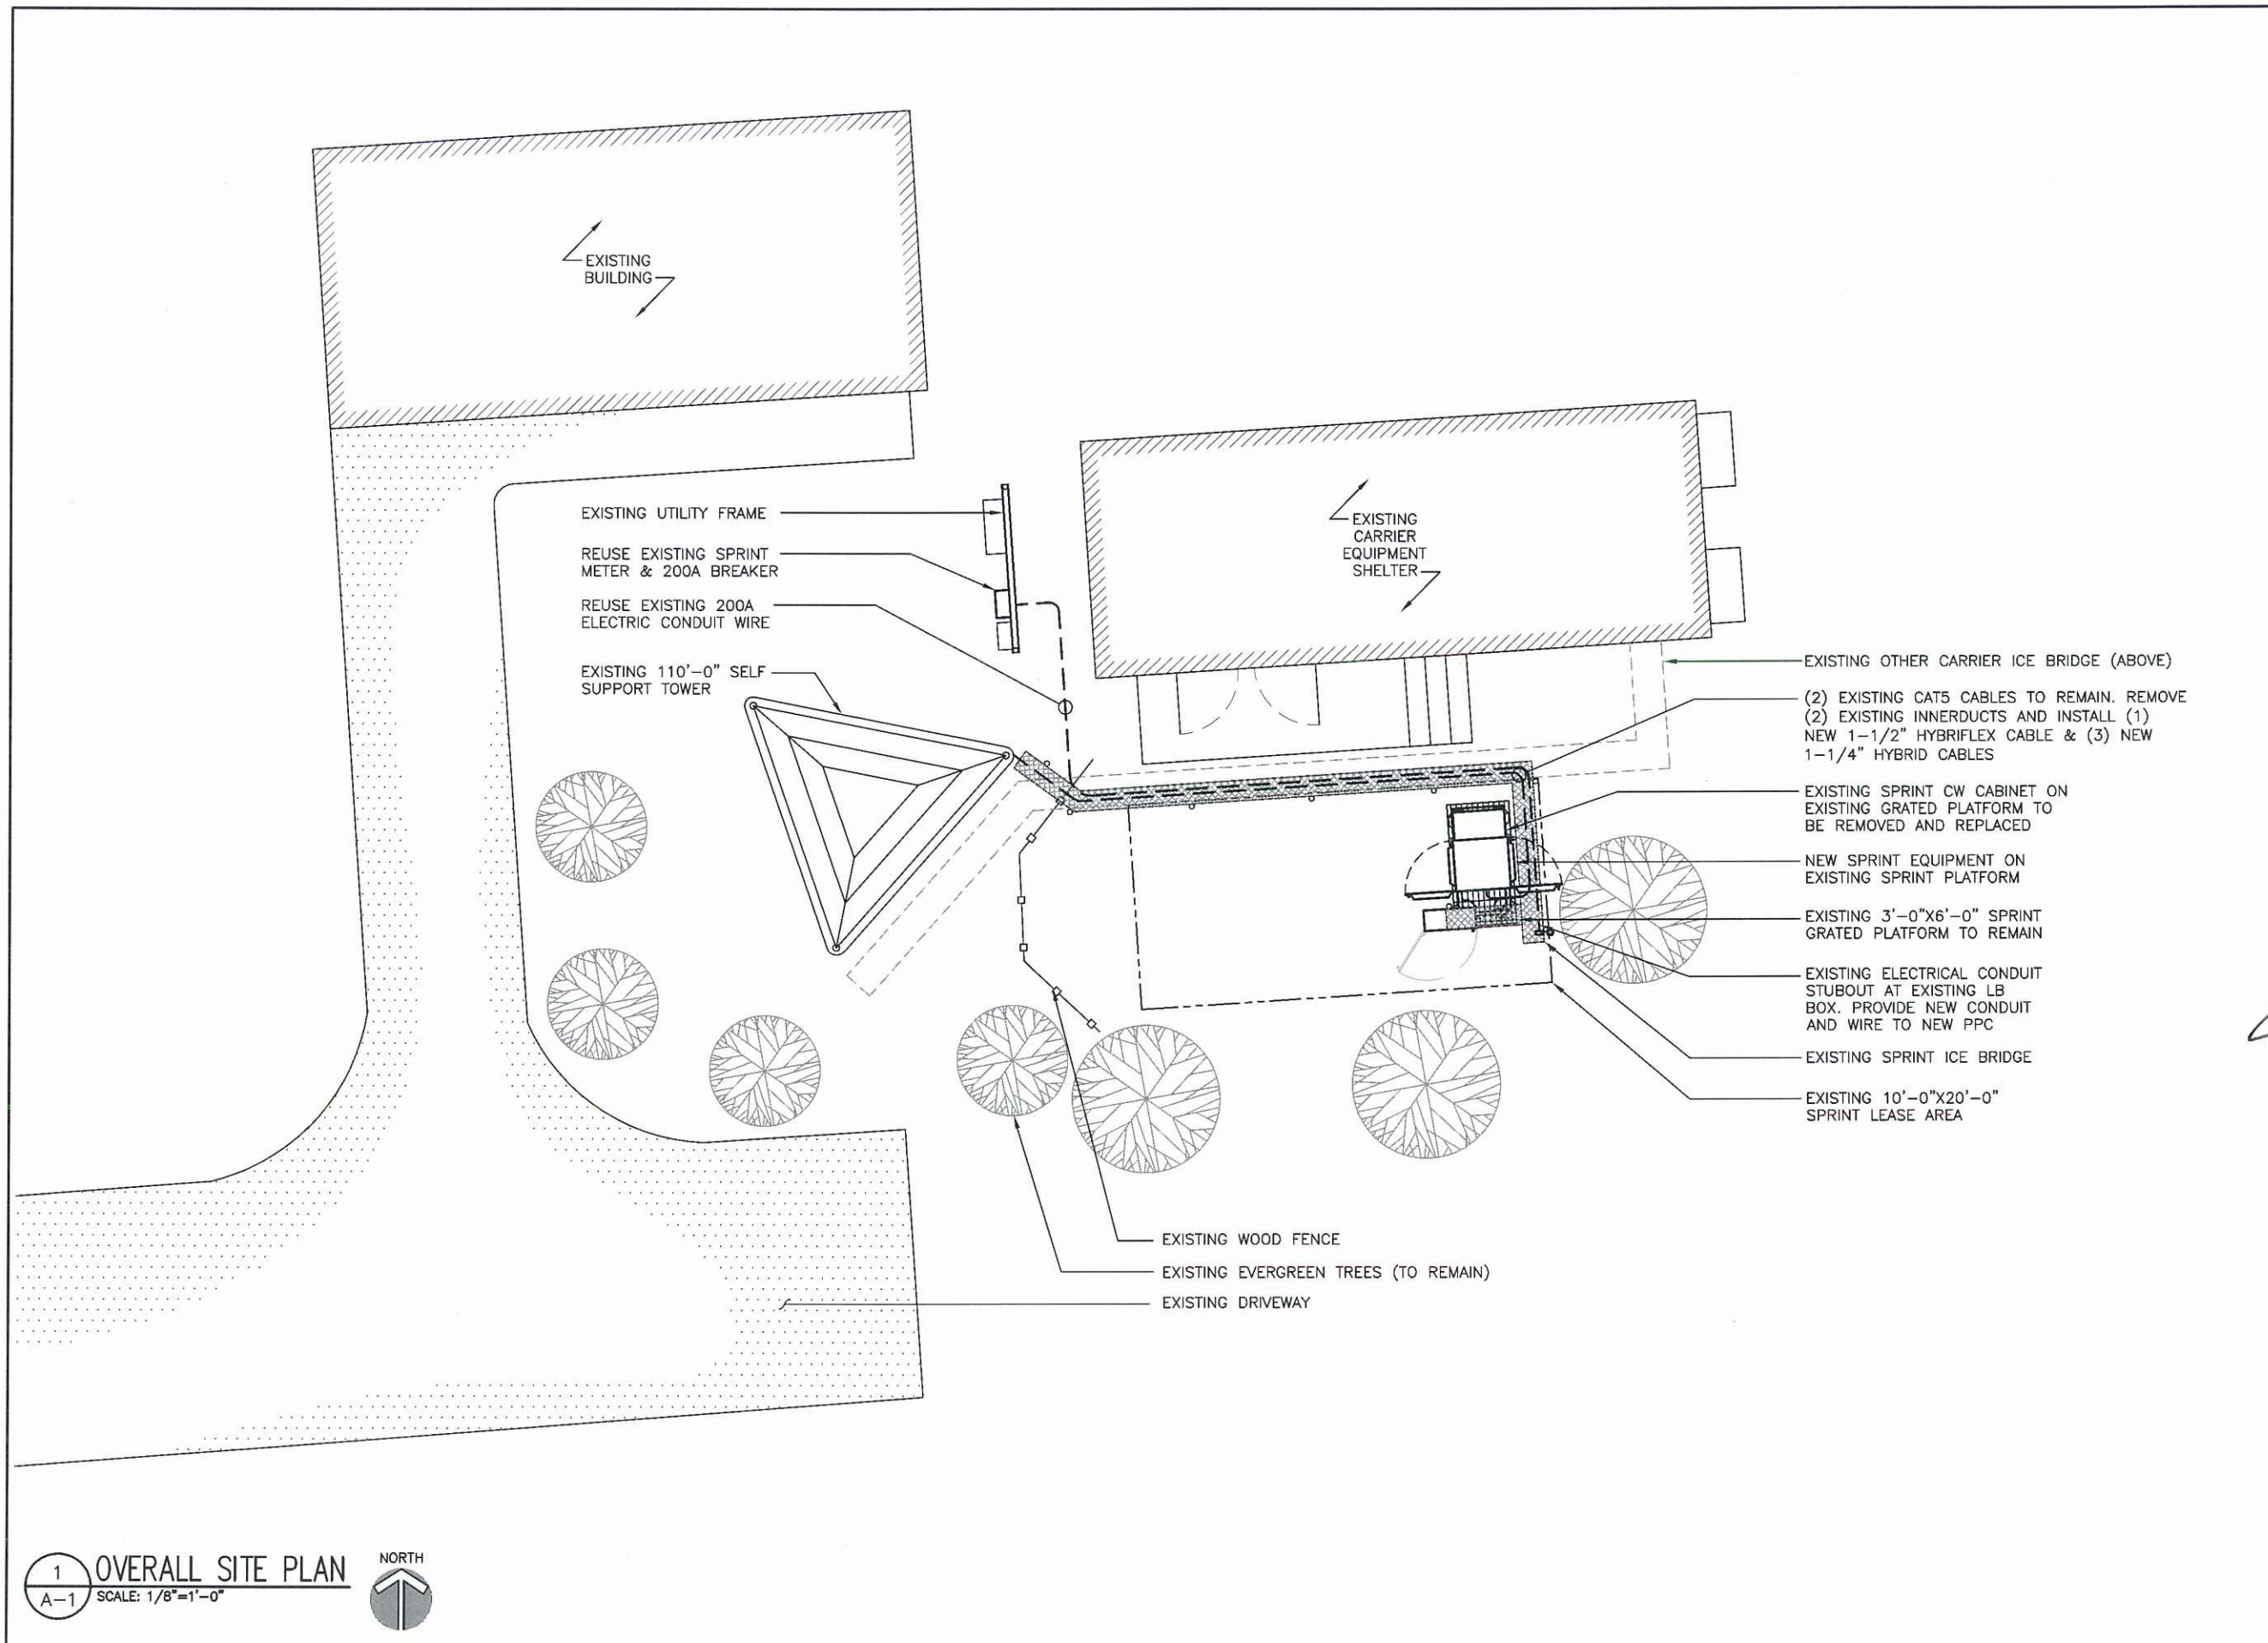 EXISTING
BUILDING
EXISTING UTILITY FRAME
REUSE EXISTING SPRINT
METER & 200A BREAKER
REUSE EXISTING 200A
ELECTRIC CONDUIT WIRE
EXISTING 110'-0" SELF
SUPPORT TOWER
EXISTING
CARRIER
EQUIPMENT
SHELTER
EXISTING OTHER CARRIER ICE BRIDGE (ABOVE)
(2) EXISTING CAT5 CABLES TO REMAIN. REMOVE
(2) EXISTING INNERDUCTS AND INSTALL (1)
NEW 1-1/2" HYBRIFLEX CABLE & (3) NEW
1-1/4" HYBRID CABLES
EXISTING SPRINT CW CABINET ON
EXISTING GRATED PLATFORM TO
BE REMOVED AND REPLACED
NEW SPRINT EQUIPMENT ON
EXISTING SPRINT PLATFORM
EXISTING 3'-0"X6'-0" SPRINT
GRATED PLATFORM TO REMAIN
EXISTING ELECTRICAL CONDUIT
STUBOUT AT EXISTING LB
BOX. PROVIDE NEW CONDUIT
AND WIRE TO NEW PPC
EXISTING SPRINT ICE BRIDGE
EXISTING 10'-0"X20'-0"
SPRINT LEASE AREA
EXISTING WOOD FENCE
EXISTING EVERGREEN TREES (TO REMAIN)
EXISTING DRIVEWAY
1
A-1
OVERALL SITE PLAN
SCALE: 1/8"=1'-0"
NORTH